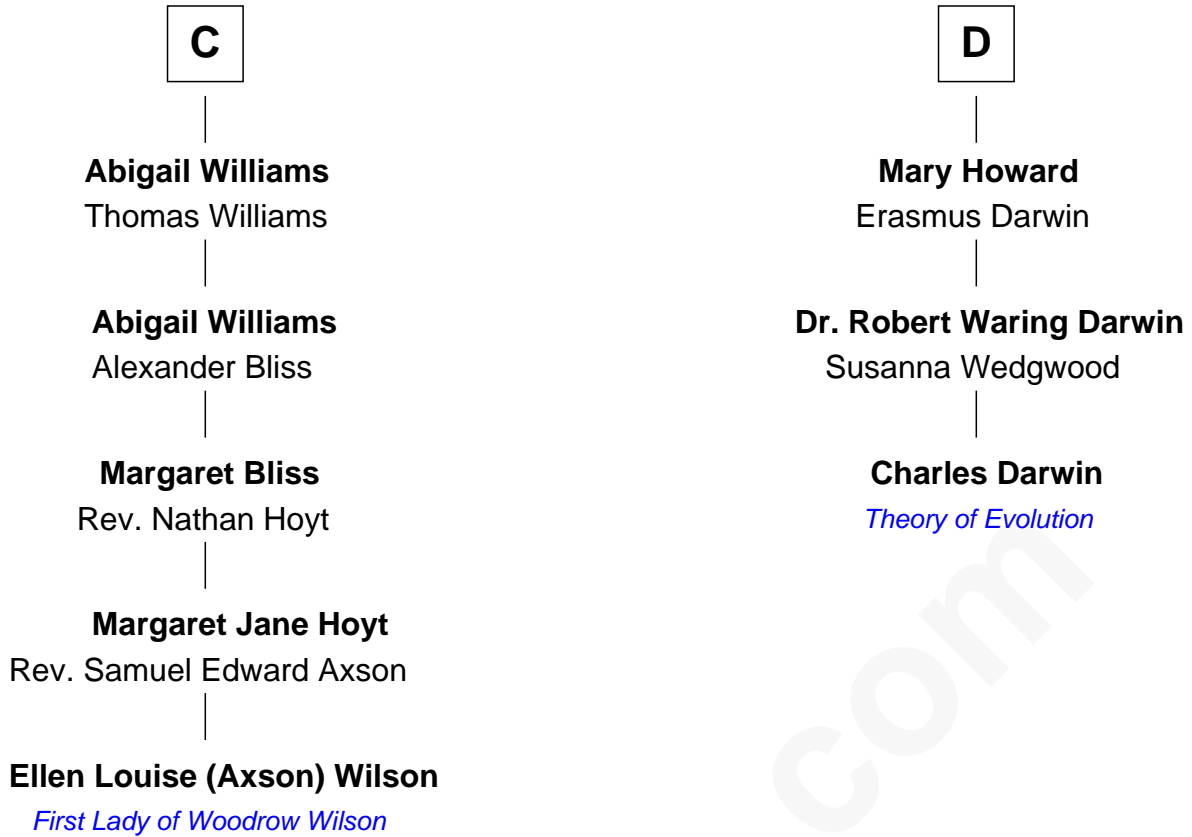 C
Abigail Williams
Thomas Williams
Abigail Williams
Alexander Bliss
Margaret Bliss
Rev. Nathan Hoyt
Margaret Jane Hoyt
Rev. Samuel Edward Axson
Ellen Louise (Axson) Wilson
First Lady of Woodrow Wilson
D
Mary Howard
Erasmus Darwin
Dr. Robert Waring Darwin
Susanna Wedgwood
Charles Darwin
Theory of Evolution
com